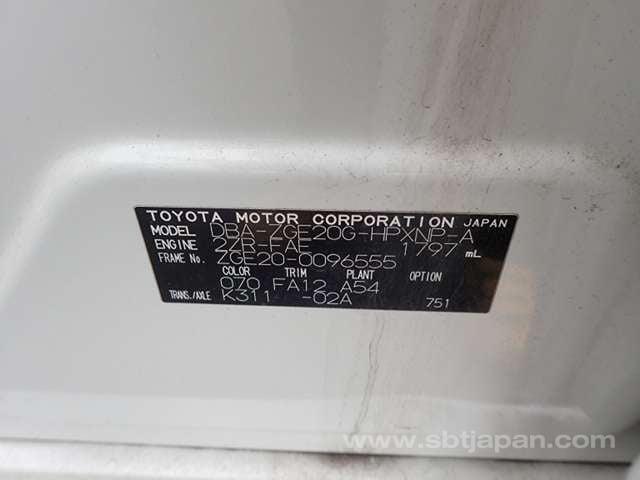 TOYOTA MOTOR CORPORATION JAPAN
MODEL DBA-ZGE20G-HPXNP-A
ENGINE 2ZR-FAE 1797 mL
FRAME No. ZGE20-0096555
COLOR TRIM PLANT OPTION
070 FA12 A54
TRANS./AXLE K311 -02A 751
www.sbtjapan.com